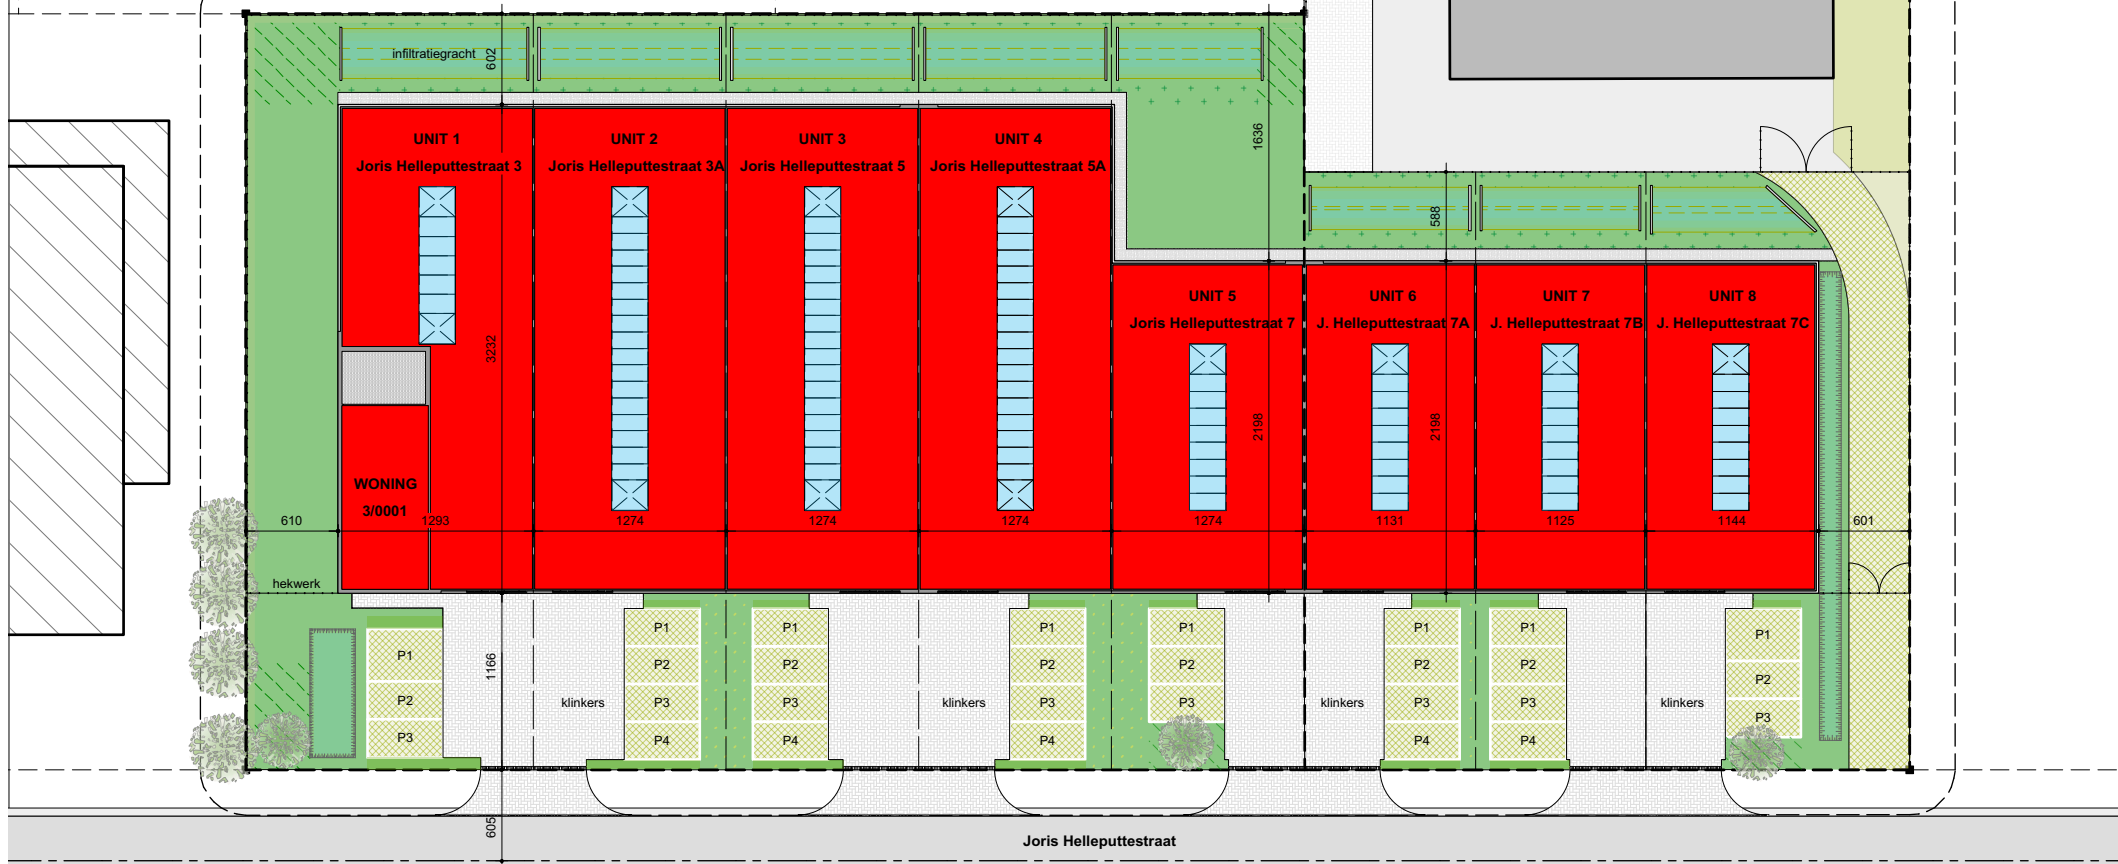 infiltratiegracht
602
UNIT 1
Joris Helleputtestraat 3
UNIT 2
Joris Helleputtestraat 3A
UNIT 3
Joris Helleputtestraat 5
UNIT 4
Joris Helleputtestraat 5A
1636
588
UNIT 5
Joris Helleputtestraat 7
UNIT 6
J. Helleputtestraat 7A
UNIT 7
J. Helleputtestraat 7B
UNIT 8
J. Helleputtestraat 7C
3232
2198
2198
WONING
3/0001
610
1293
1274
1274
1274
1274
1131
1125
1144
601
hekwerk
1166
P1
P2
P3
klinkers
P1
P2
P3
P4
P1
P2
P3
P4
klinkers
P1
P2
P3
P4
P1
P2
P3
klinkers
P1
P2
P3
P4
P1
P2
P3
P4
klinkers
P1
P2
P3
605
Joris Helleputtestraat